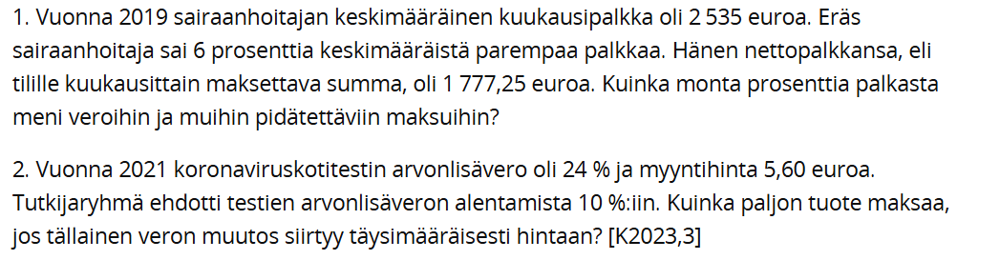 1. Vuonna 2019 sairaanhoitajan keskimääräinen kuukausipalkka oli 2 535 euroa. Eräs
sairaanhoitaja sai 6 prosenttia keskimääräistä parempaa palkkaa. Hänen nettopalkkansa, eli
tilille kuukausittain maksettava summa, oli 1 777,25 euroa. Kuinka monta prosenttia palkasta
meni veroihin ja muihin pidätettäviin maksuihin?
2. Vuonna 2021 koronaviruskotitestin arvonlisävero oli 24 % ja myyntihinta 5,60 euroa.
Tutkijaryhmä ehdotti testien arvonlisäveron alentamista 10 %:iin. Kuinka paljon tuote maksaa,
jos tällainen veron muutos siirtyy täysimääräisesti hintaan? [K2023,3]